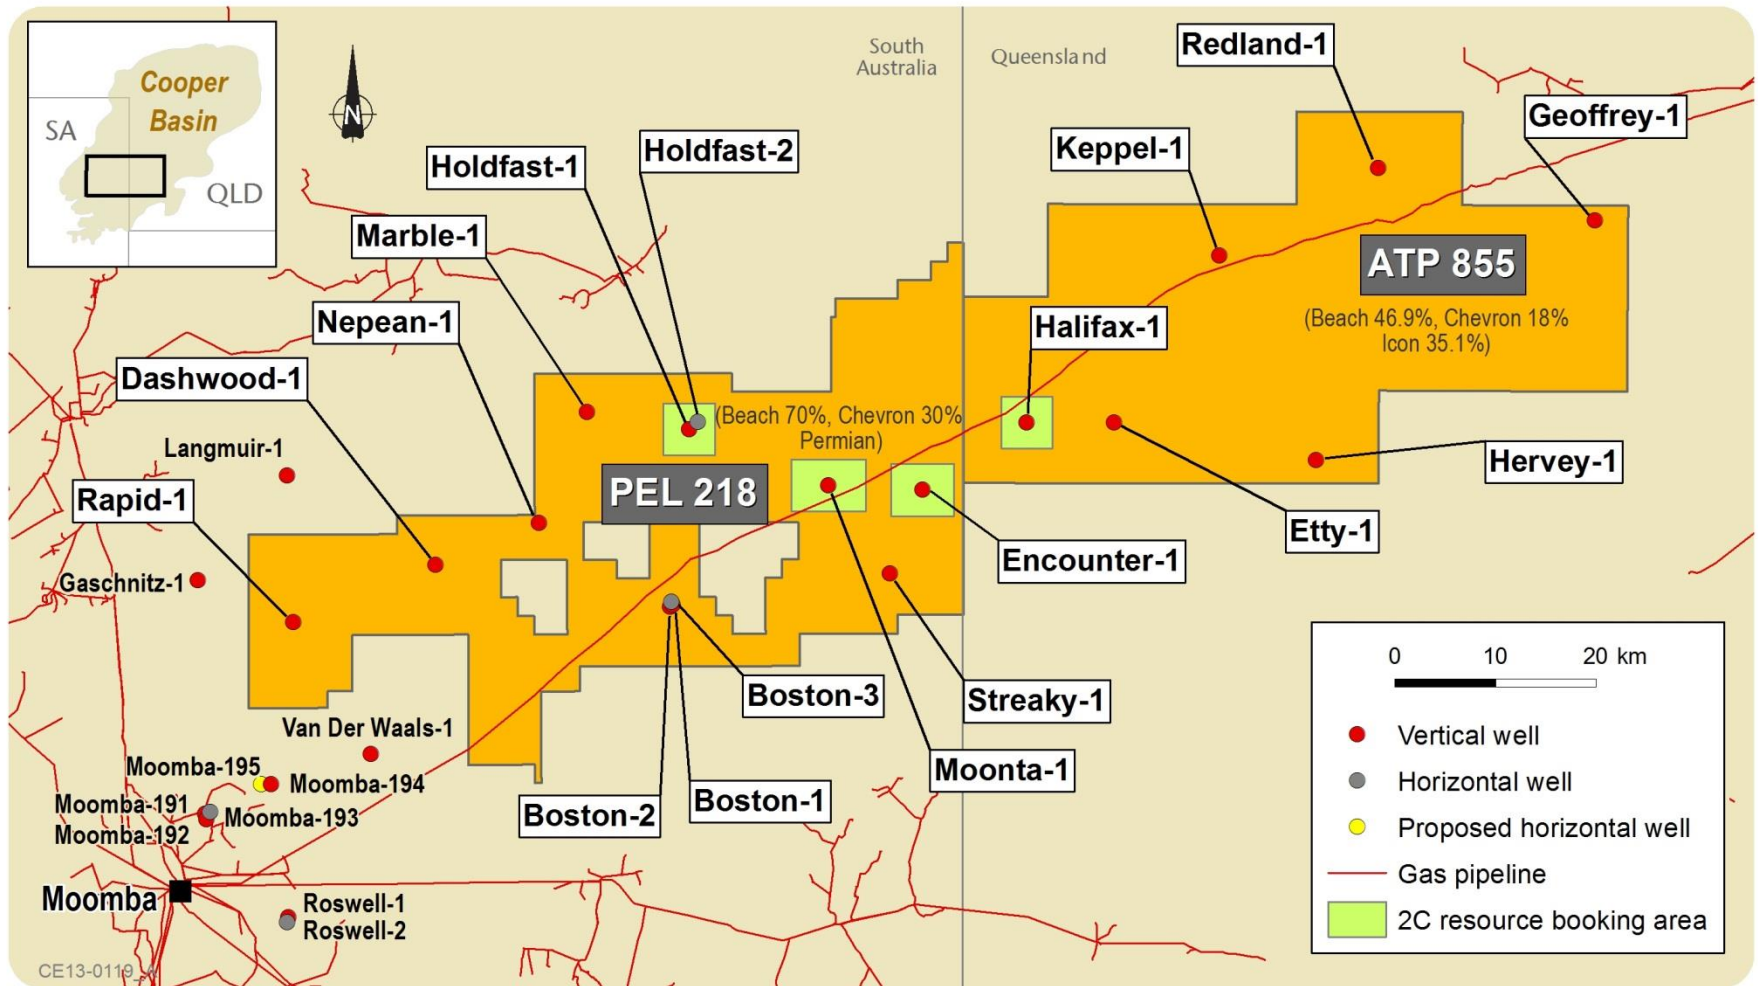 Cooper
Basin
SA
QLD
N
South
Australia
Queensland
Redland-1
Geoffrey-1
Keppel-1
Holdfast-2
Holdfast-1
Marble-1
ATP 855
(Beach 46.9%, Chevron 18%
Icon 35.1%)
Nepean-1
Halifax-1
Dashwood-1
(Beach 70%, Chevron 30%
Permian)
Langmuir-1
Hervey-1
Rapid-1
PEL 218
Etty-1
Encounter-1
Gaschnitz-1
Boston-3
Streaky-1
Van Der Waals-1
Moonta-1
Moomba-195
Moomba-194
Boston-1
Boston-2
Moomba-191
Moomba-193
Moomba-192
Moomba
Roswell-1
Roswell-2
0 10 20 km
Vertical well
Horizontal well
Proposed horizontal well
Gas pipeline
2C resource booking area
CE13-0119_A